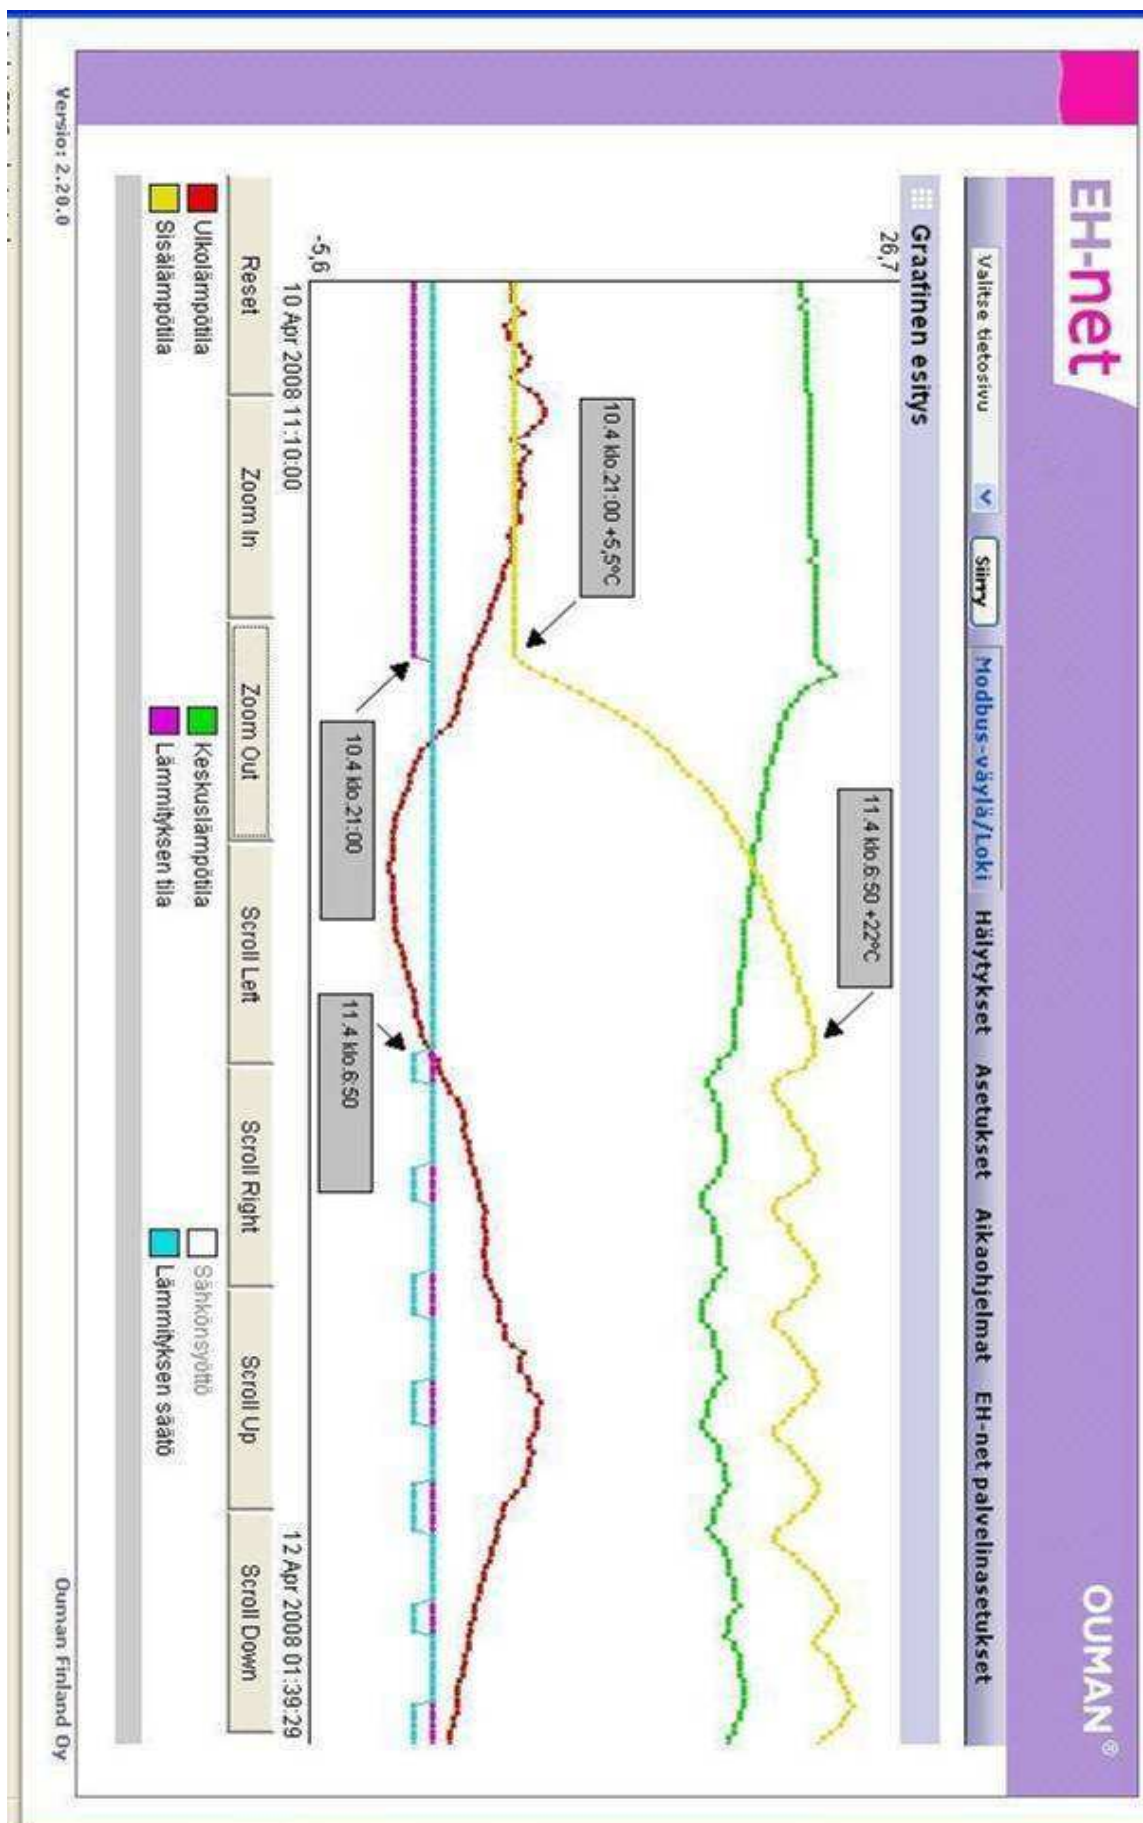 EH-net
OUMAN®
Valitse tietosivu
Siirry
Modbus-väylä/Loki Hälytykset Asetukset Aikaohjelmat EH-net palvelinasetukset
Graafinen esitys
26,7
11.4 klo.6:50 +22ºC
10.4 klo.21:00 +5,5ºC
10.4 klo.21:00
11.4 klo.6:50
-5,6
10 Apr 2008 11:10:00
12 Apr 2008 01:39:29
Reset Zoom In Zoom Out Scroll Left Scroll Right Scroll Up Scroll Down
Ulkolämpötila Keskuslämpötila Sähkönsyöttö
Sisälämpötila Lämmityksen tila Lämmityksen säätö
Versio: 2.20.0
Ouman Finland Oy